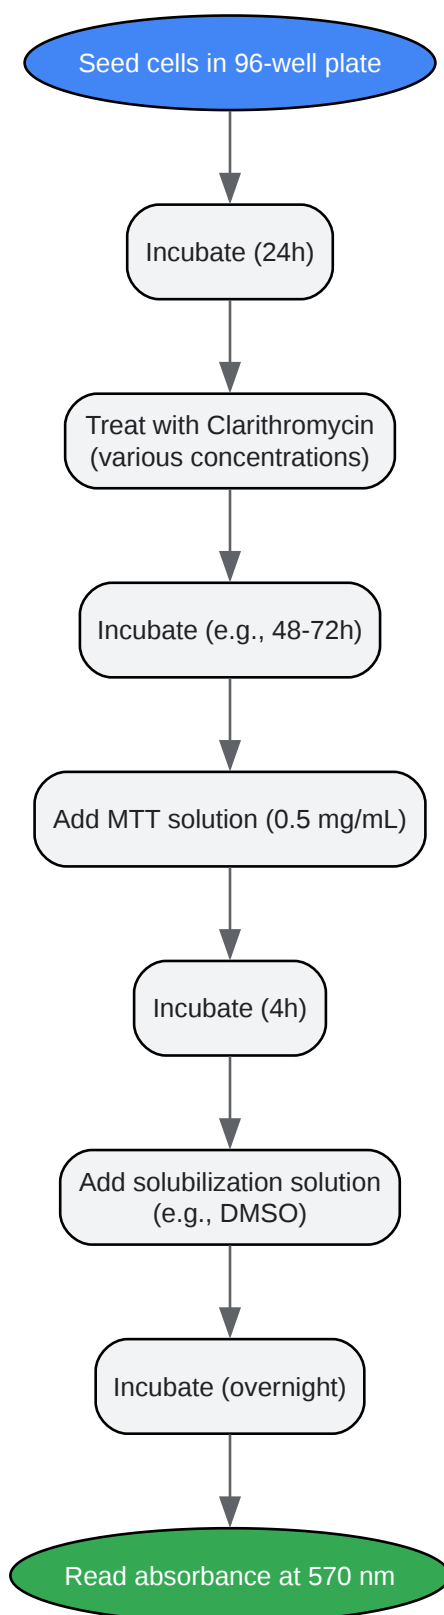 Seed cells in 96-well plate
Incubate (24h)
Treat with Clarithromycin
(various concentrations)
Incubate (e.g., 48-72h)
Add MTT solution (0.5 mg/mL)
Incubate (4h)
Add solubilization solution
(e.g., DMSO)
Incubate (overnight)
Read absorbance at 570 nm